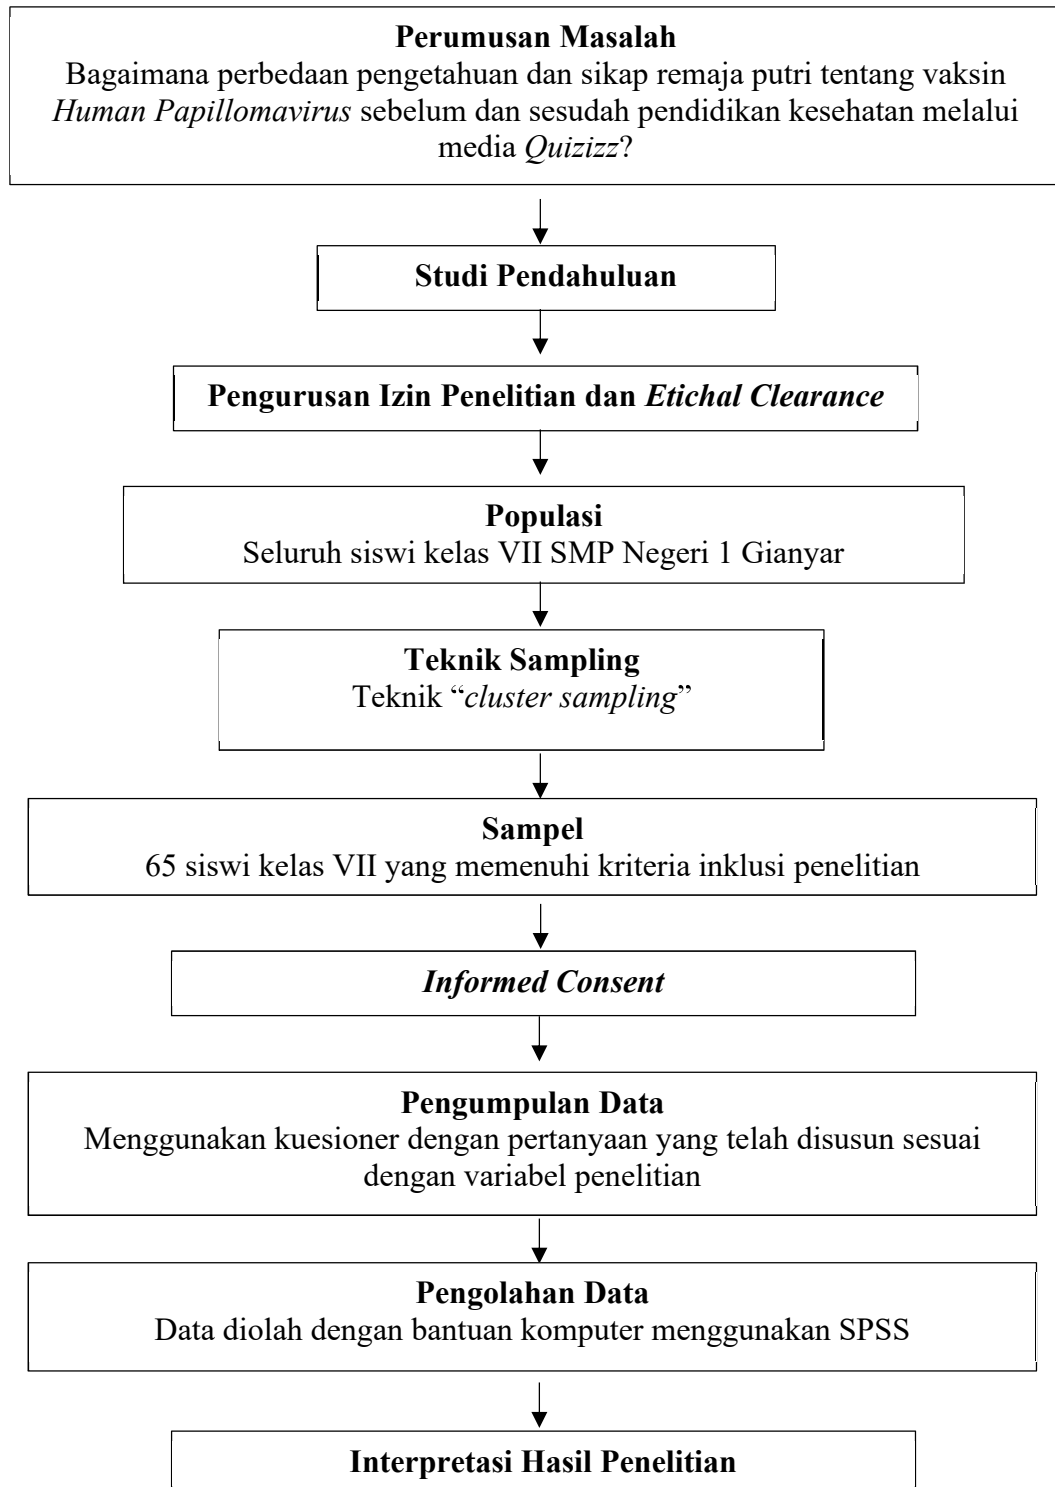 Perumusan Masalah
Bagaimana perbedaan pengetahuan dan sikap remaja putri tentang vaksin
Human Papillomavirus sebelum dan sesudah pendidikan kesehatan melalui
media Quizizz?
Studi Pendahuluan
Pengurusan Izin Penelitian dan Etichal Clearance
Populasi
Seluruh siswi kelas VII SMP Negeri 1 Gianyar
Teknik Sampling
Teknik “cluster sampling”
Sampel
65 siswi kelas VII yang memenuhi kriteria inklusi penelitian
Informed Consent
Pengumpulan Data
Menggunakan kuesioner dengan pertanyaan yang telah disusun sesuai
dengan variabel penelitian
Pengolahan Data
Data diolah dengan bantuan komputer menggunakan SPSS
Interpretasi Hasil Penelitian